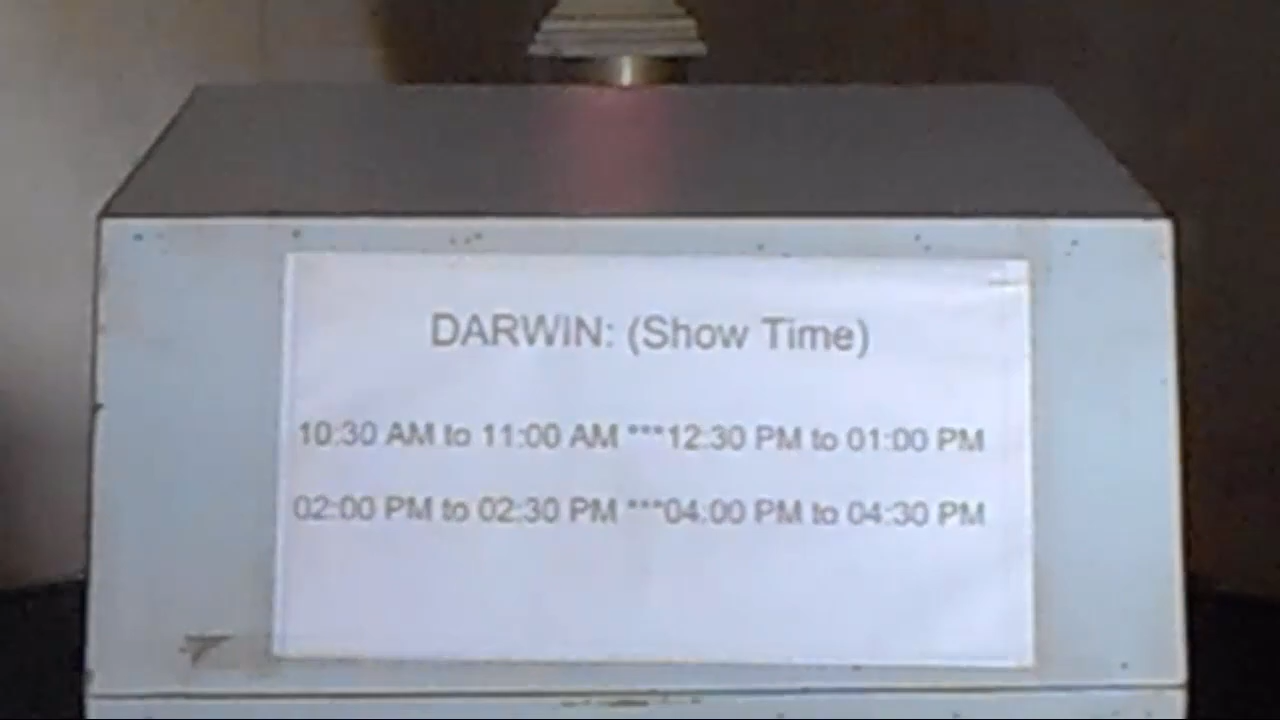 DARWIN: (Show Time)
10:30 AM to 11:00 AM ***12:30 PM to 01:00 PM
02:00 PM to 02:30 PM ***04:00 PM to 04:30 PM